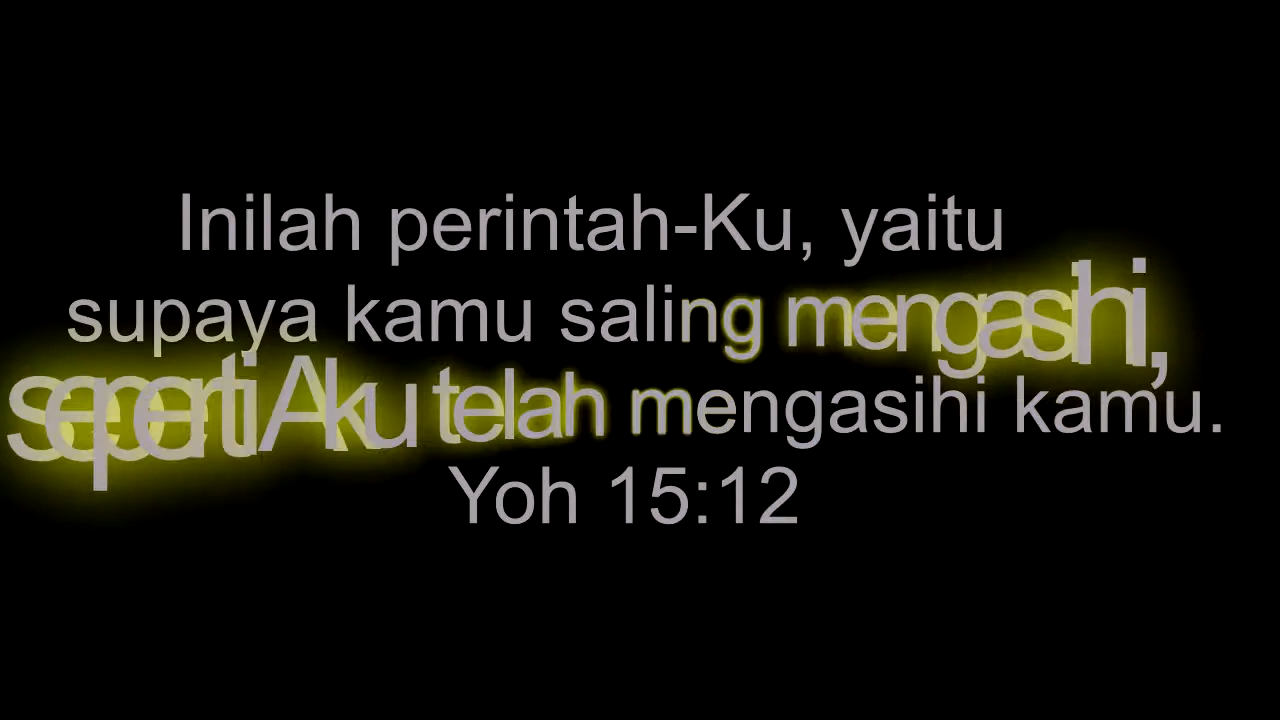 Inilah perintah-Ku, yaitu
supaya kamu saling mengasihi,
seperti Aku telah mengasihi kamu.
Yoh 15:12